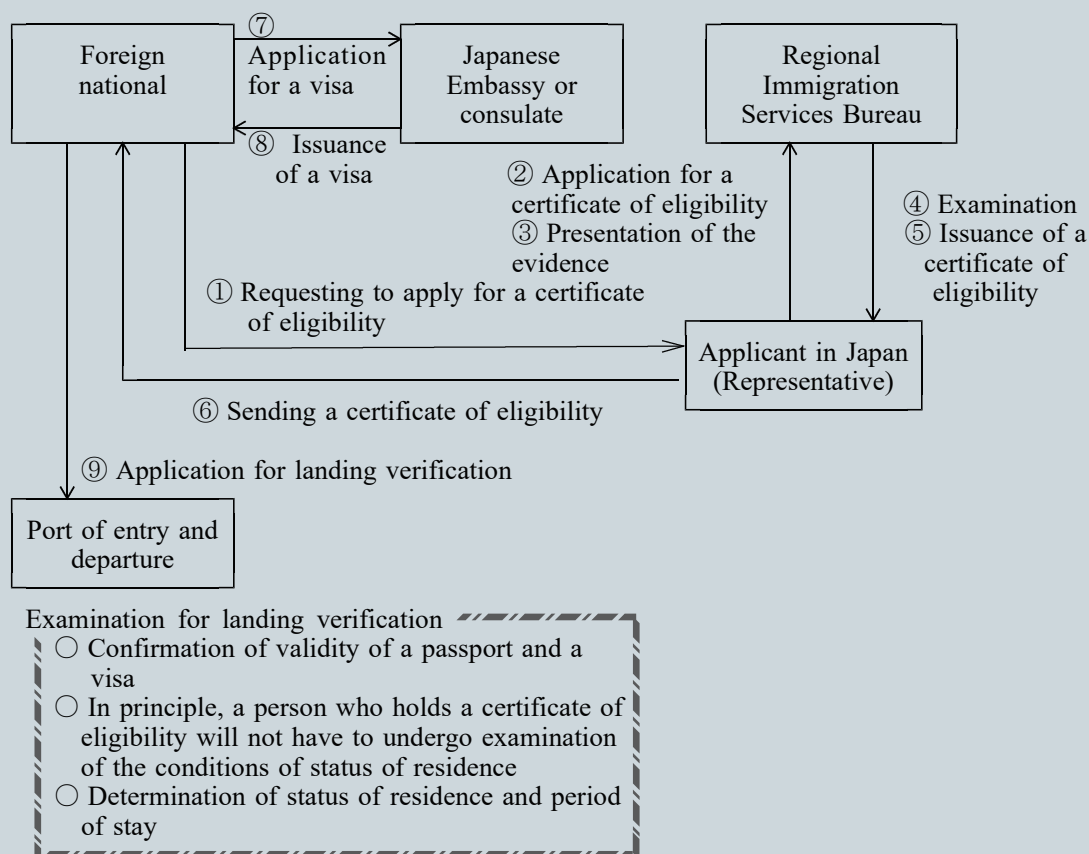 ⑦
Foreign
national
Application
for a visa
Japanese
Embassy or
consulate
Regional
Immigration
Services Bureau
⑧ Issuance
of a visa
② Application for a
certificate of eligibility
③ Presentation of the
evidence
④ Examination
⑤ Issuance of a
certificate of
eligibility
① Requesting to apply for a certificate
of eligibility
Applicant in Japan
(Representative)
⑥ Sending a certificate of eligibility
⑨ Application for landing verification
Port of entry and
departure
Examination for landing verification
○ Confirmation of validity of a passport and a
visa
○ In principle, a person who holds a certificate of
eligibility will not have to undergo examination
of the conditions of status of residence
○ Determination of status of residence and period
of stay